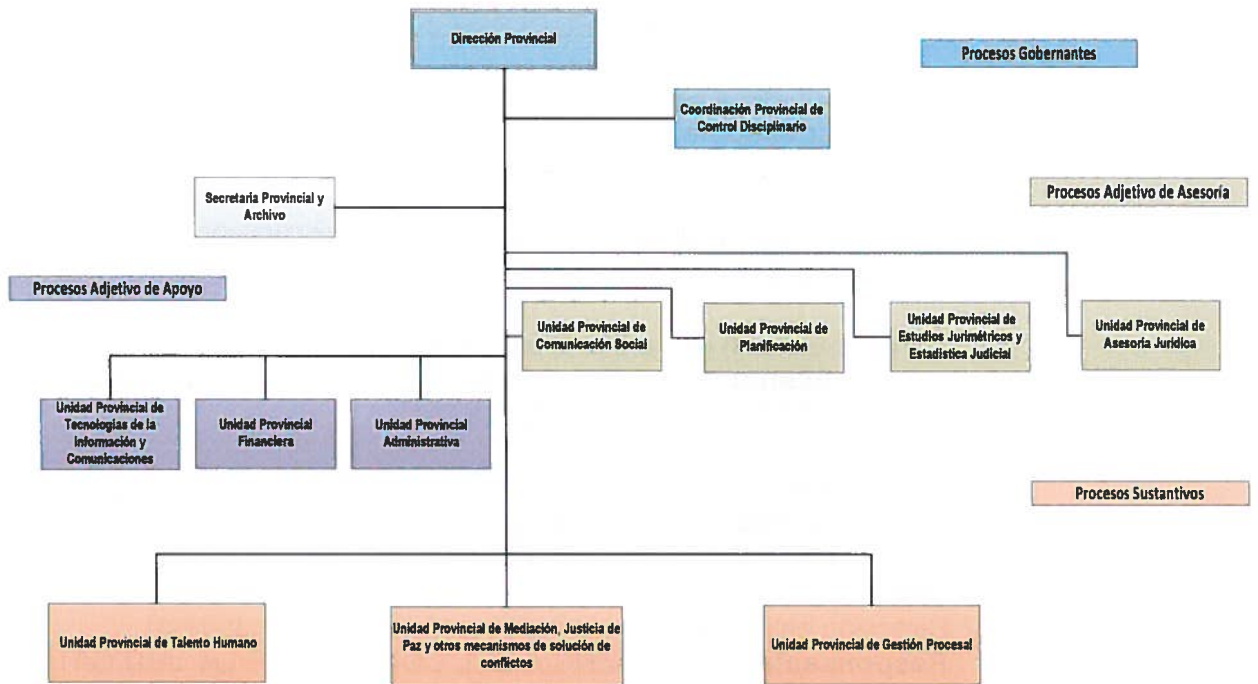 Dirección Provincial
Procesos Gobernantes
Coordinación Provincial de
Control Disciplinario
Secretaria Provincial y
Archivo
Procesos Adjetivo de Asesoría
Procesos Adjetivo de Apoyo
Unidad Provincial de
Comunicación Social
Unidad Provincial de
Planificación
Unidad Provincial de
Estudios Jurimétricos y
Estadística Judicial
Unidad Provincial de
Asesoría Jurídica
Unidad Provincial de
Tecnologías de la
Información y
Comunicaciones
Unidad Provincial
Financiera
Unidad Provincial
Administrativa
Procesos Sustantivos
Unidad Provincial de Talento Humano
Unidad Provincial de Mediación, Justicia de
Paz y otros mecanismos de solución de
conflictos
Unidad Provincial de Gestión Procesal